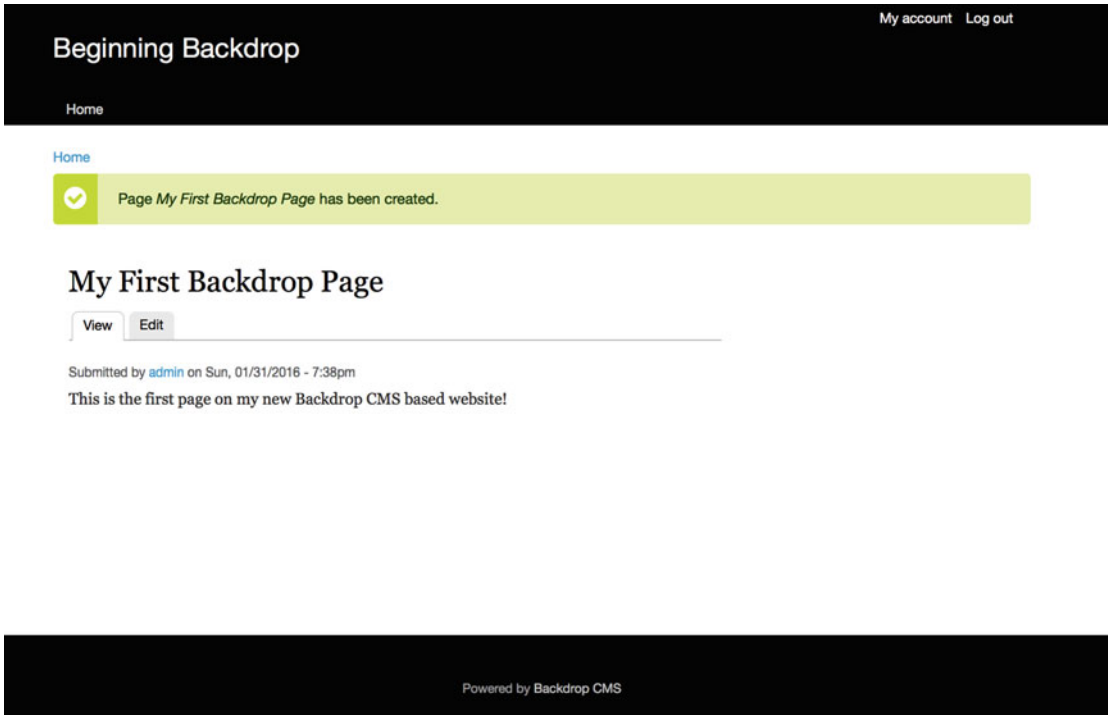 My account Log out
Beginning Backdrop
Home
Home
Page My First Backdrop Page has been created.
My First Backdrop Page
View Edit
Submitted by admin on Sun, 01/31/2016 - 7:38pm
This is the first page on my new Backdrop CMS based website!
Powered by Backdrop CMS